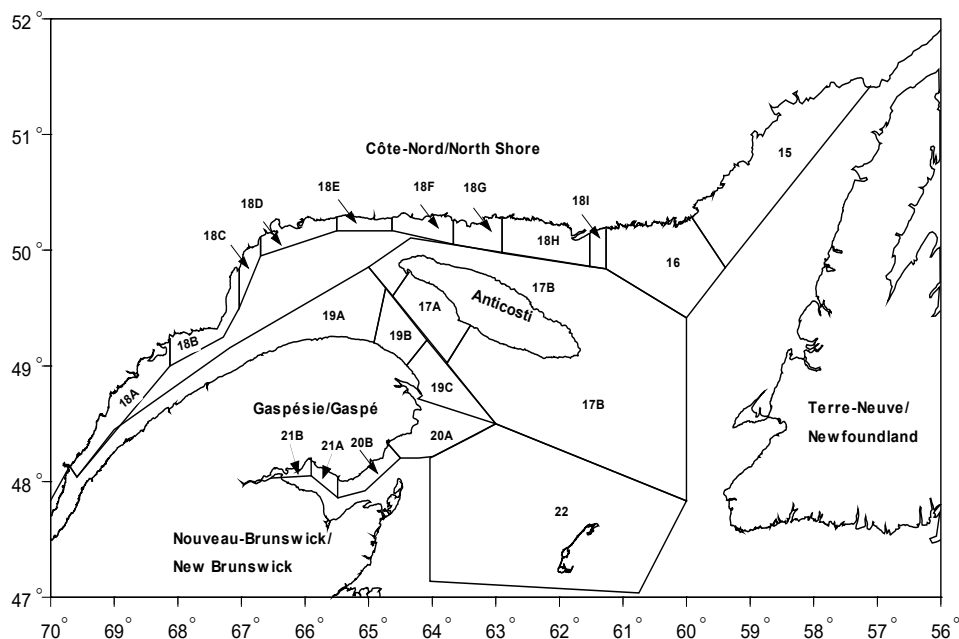 52°
51°
50°
49°
48°
47°
70° 69° 68° 67° 66° 65° 64° 63° 62° 61° 60° 59° 58° 57° 56°
Côte-Nord/North Shore
15
18E
18F
18G
18I
18D
18C
18H
16
17B
17A
Anticosti
19A
19B
18B
18A
19C
17B
Gaspésie/Gaspé
20A
Terre-Neuve/
Newfoundland
21B
21A
20B
22
Nouveau-Brunswick/
New Brunswick